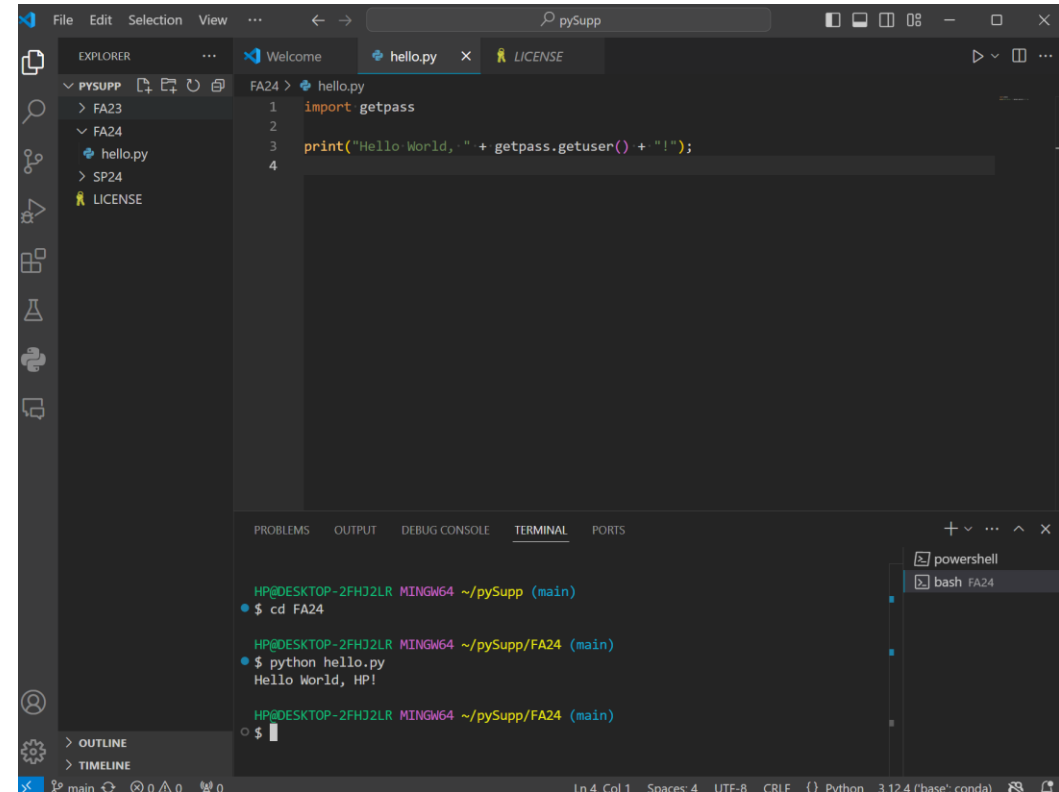 File Edit Selection View ··· ← → pySupp
EXPLORER ···
PYSUPP
FA23
FA24
hello.py
SP24
LICENSE
OUTLINE
TIMELINE
Welcome hello.py LICENSE
FA24 > hello.py
1 import getpass
2
3 print("Hello World, " + getpass.getuser() + "!");
4
PROBLEMS OUTPUT DEBUG CONSOLE TERMINAL PORTS
HP@DESKTOP-2FHJ2LR MINGW64 ~/pySupp (main)
$ cd FA24
HP@DESKTOP-2FHJ2LR MINGW64 ~/pySupp/FA24 (main)
$ python hello.py
Hello World, HP!
HP@DESKTOP-2FHJ2LR MINGW64 ~/pySupp/FA24 (main)
$
powershell
bash FA24
main 0 0 0 Ln 4, Col 1 Spaces: 4 UTF-8 CRLF {} Python 3.12.4 ('base': conda)